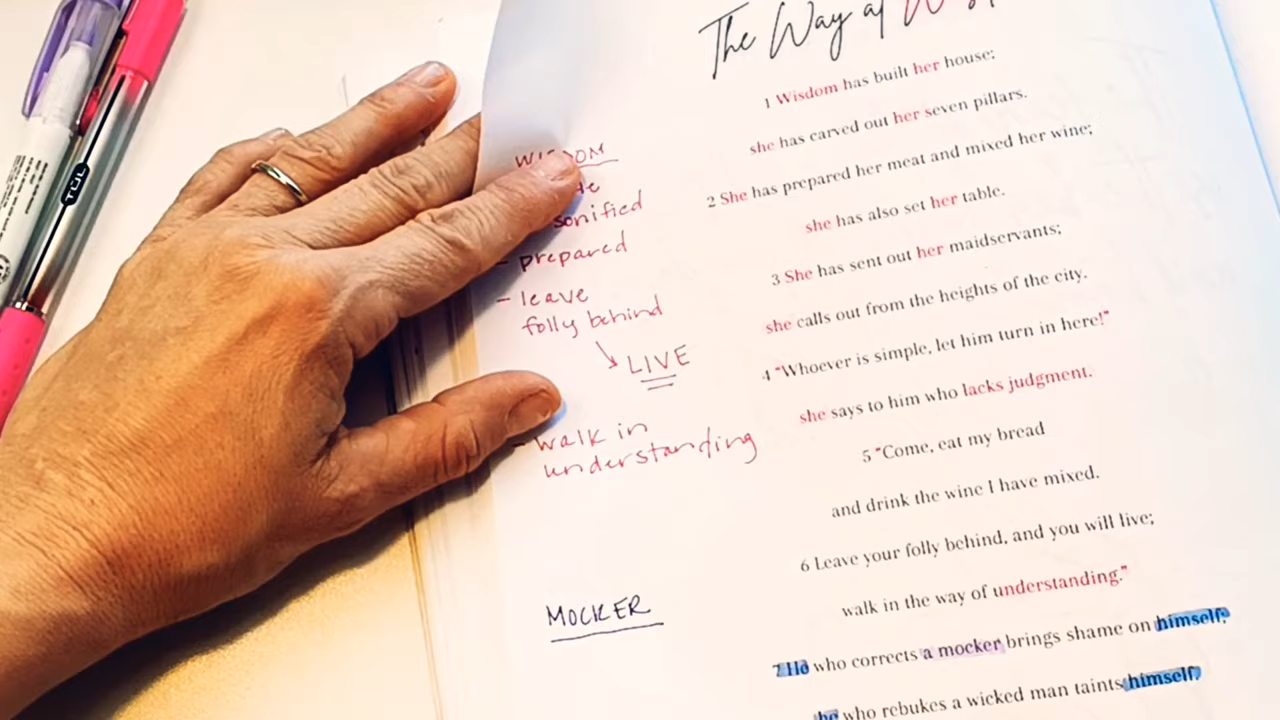 The Way of
1 Wisdom has built her house;
she has carved out her seven pillars.
2 She has prepared her meat and mixed her wine;
she has also set her table.
3 She has sent out her maidservants;
she calls out from the heights of the city.
4 "Whoever is simple, let him turn in here!"
she says to him who lacks judgment.
5 "Come, eat my bread
and drink the wine I have mixed.
6 Leave your folly behind, and you will live;
walk in the way of understanding."
7 He who corrects a mocker brings shame on himself;
he who rebukes a wicked man taints himself.
WISDOM
sonified
- prepared
- leave
folly behind
LIVE
- walk in
understanding
MOCKER
TUL